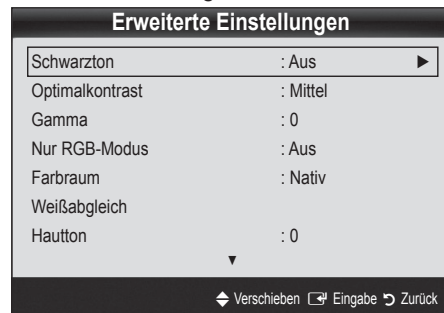 Erweiterte Einstellungen
Schwarzton : Aus ►
Optimalkontrast : Mittel
Gamma : 0
Nur RGB-Modus : Aus
Farbraum : Nativ
Weißabgleich
Hautton : 0
▼
Verschieben Eingabe Zurück